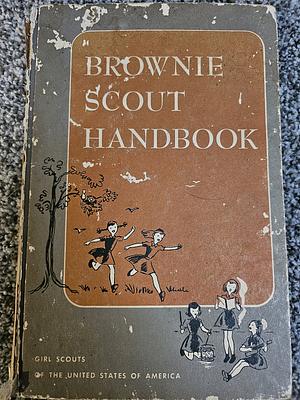 BROWNIE
SCOUT
HANDBOOK
GIRL SCOUTS
OF THE UNITED STATES OF AMERICA